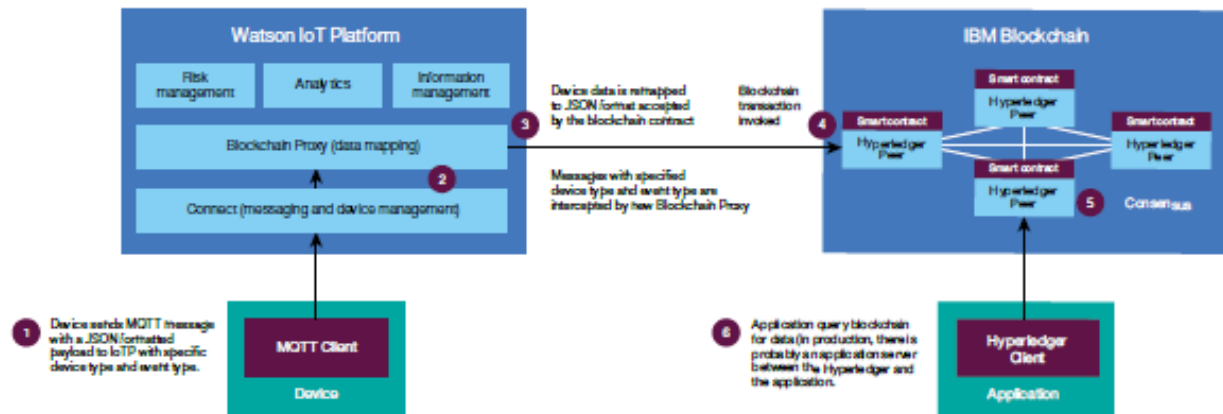 Watson IoT Platform
Risk
management
Analytics
Information
management
Blockchain Proxy (data mapping)
2
Connect (messaging and device management)
3
Device data is remapped
to JSON format accepted
by the blockchain contract
Blockchain
transaction
invoked
Messages with specified
device type and event type are
intercepted by new Blockchain Proxy
IBM Blockchain
Smart contract
Hyperledger
Peer
4
Smart contract
Hyperledger
Peer
Smart contract
Hyperledger
Peer
Smart contract
Hyperledger
Peer
5
Consensus
1
Device sends MQTT message
with a JSON formatted
payload to IoTP with specific
device type and event type.
MQTT Client
Device
6
Application query blockchain
for data (in production, there is
probably an application server
between the Hyperledger and
the application.
Hyperledger
Client
Application